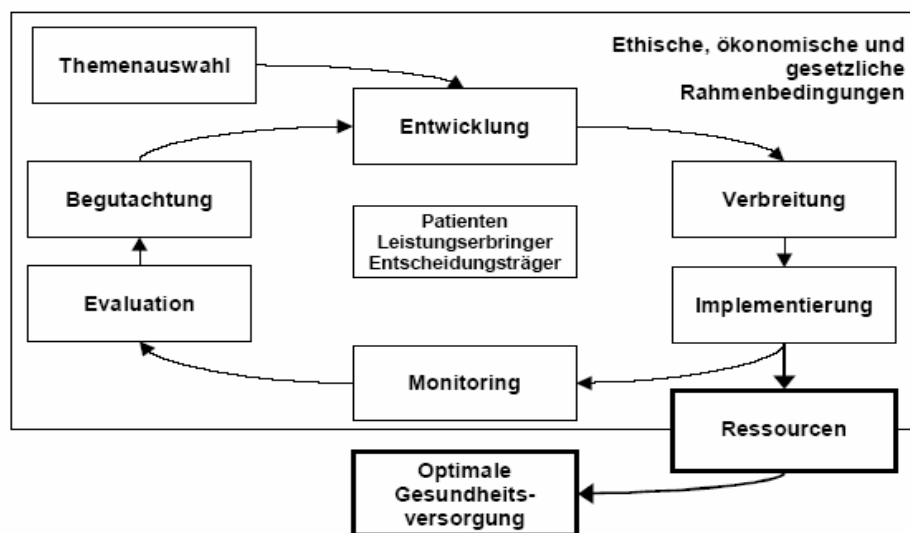 Themenauswahl
Ethische, ökonomische und
gesetzliche
Rahmenbedingungen
Entwicklung
Begutachtung
Verbreitung
Patienten
Leistungserbringer
Entscheidungsträger
Evaluation
Implementierung
Monitoring
Ressourcen
Optimale
Gesundheits-
versorgung